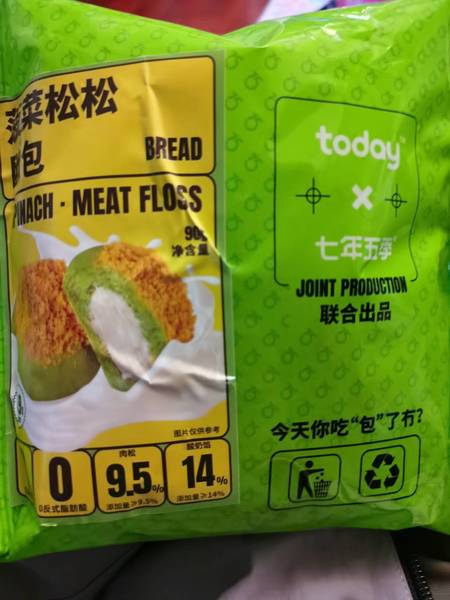 菜松松
包
BREAD
MEAT FLOSS
净含量
图片仅供参考
0
0反式脂肪酸
肉松
9.5%
添加量≥9.5%
酸奶馅
14%
添加量≥14%
today
×
七年五季
JOINT PRODUCTION
联合出品
今天你吃“包”了冇?